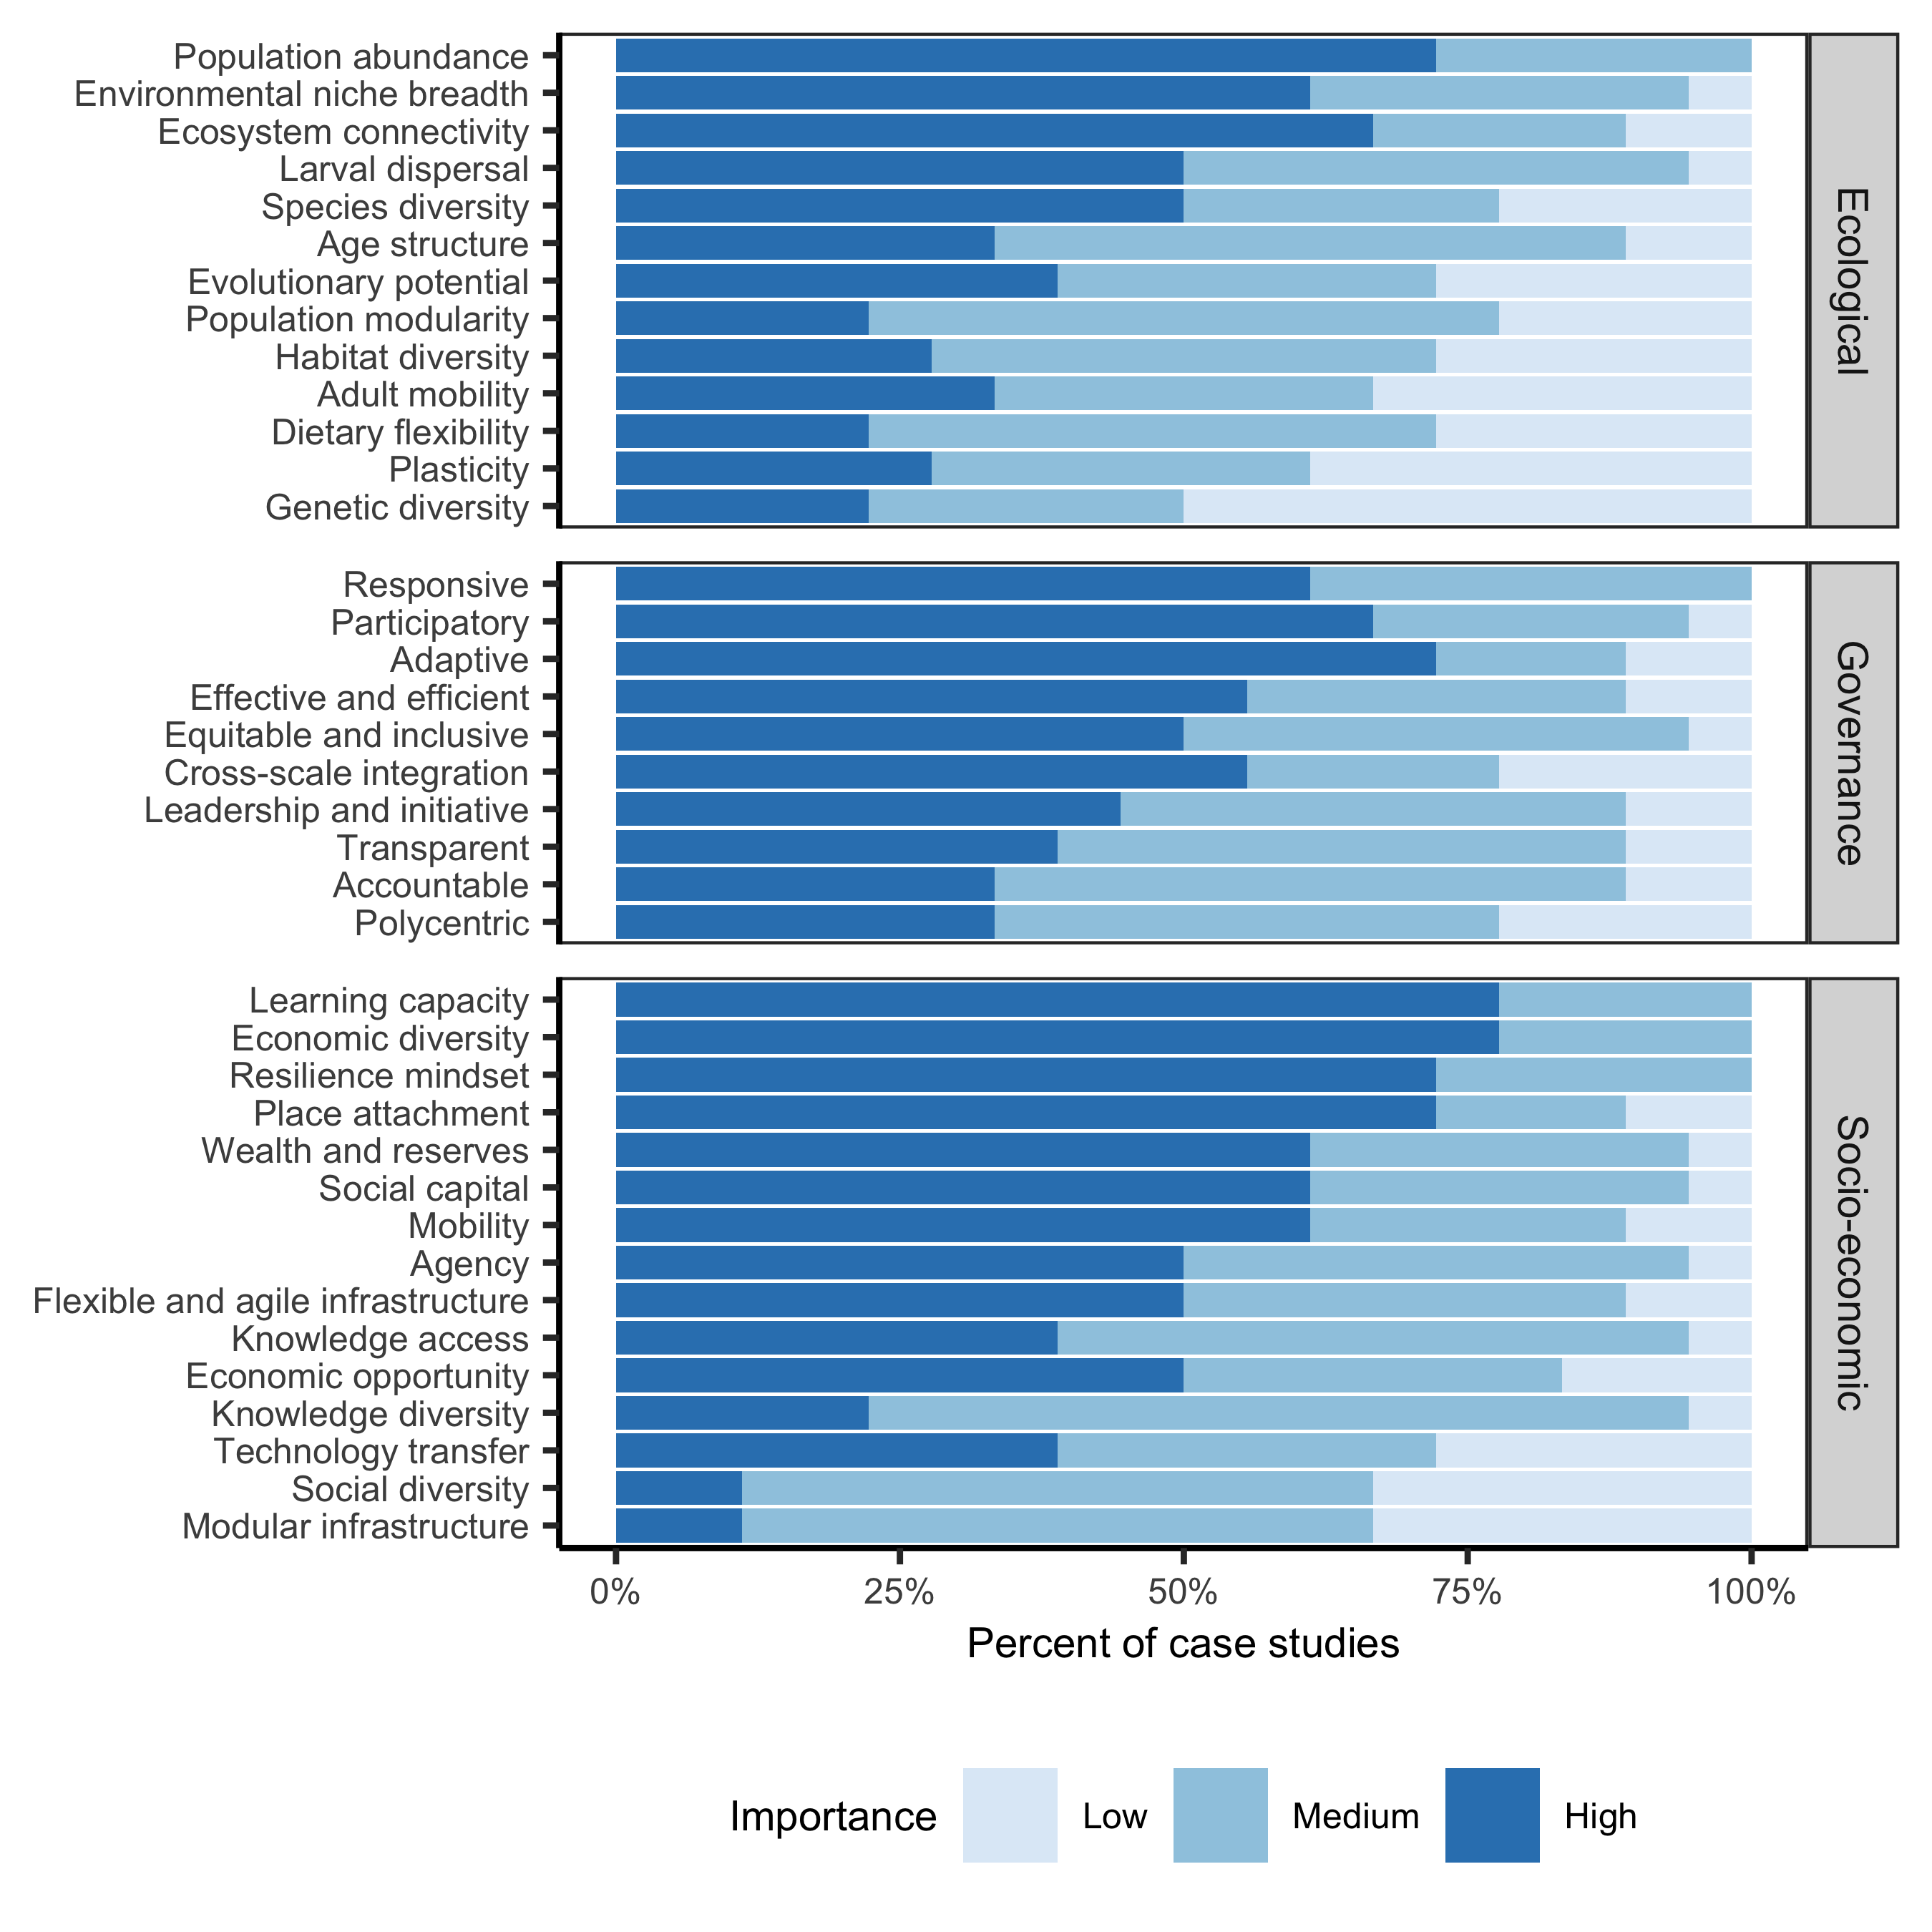 Population abundance
Environmental niche breadth
Ecosystem connectivity
Larval dispersal
Species diversity
Age structure
Evolutionary potential
Population modularity
Habitat diversity
Adult mobility
Dietary flexibility
Plasticity
Genetic diversity
Ecological
Responsive
Participatory
Adaptive
Effective and efficient
Equitable and inclusive
Cross-scale integration
Leadership and initiative
Transparent
Accountable
Polycentric
Governance
Learning capacity
Economic diversity
Resilience mindset
Place attachment
Wealth and reserves
Social capital
Mobility
Agency
Flexible and agile infrastructure
Knowledge access
Economic opportunity
Knowledge diversity
Technology transfer
Social diversity
Modular infrastructure
Socio-economic
0% 25% 50% 75% 100%
Percent of case studies
Importance Low Medium High